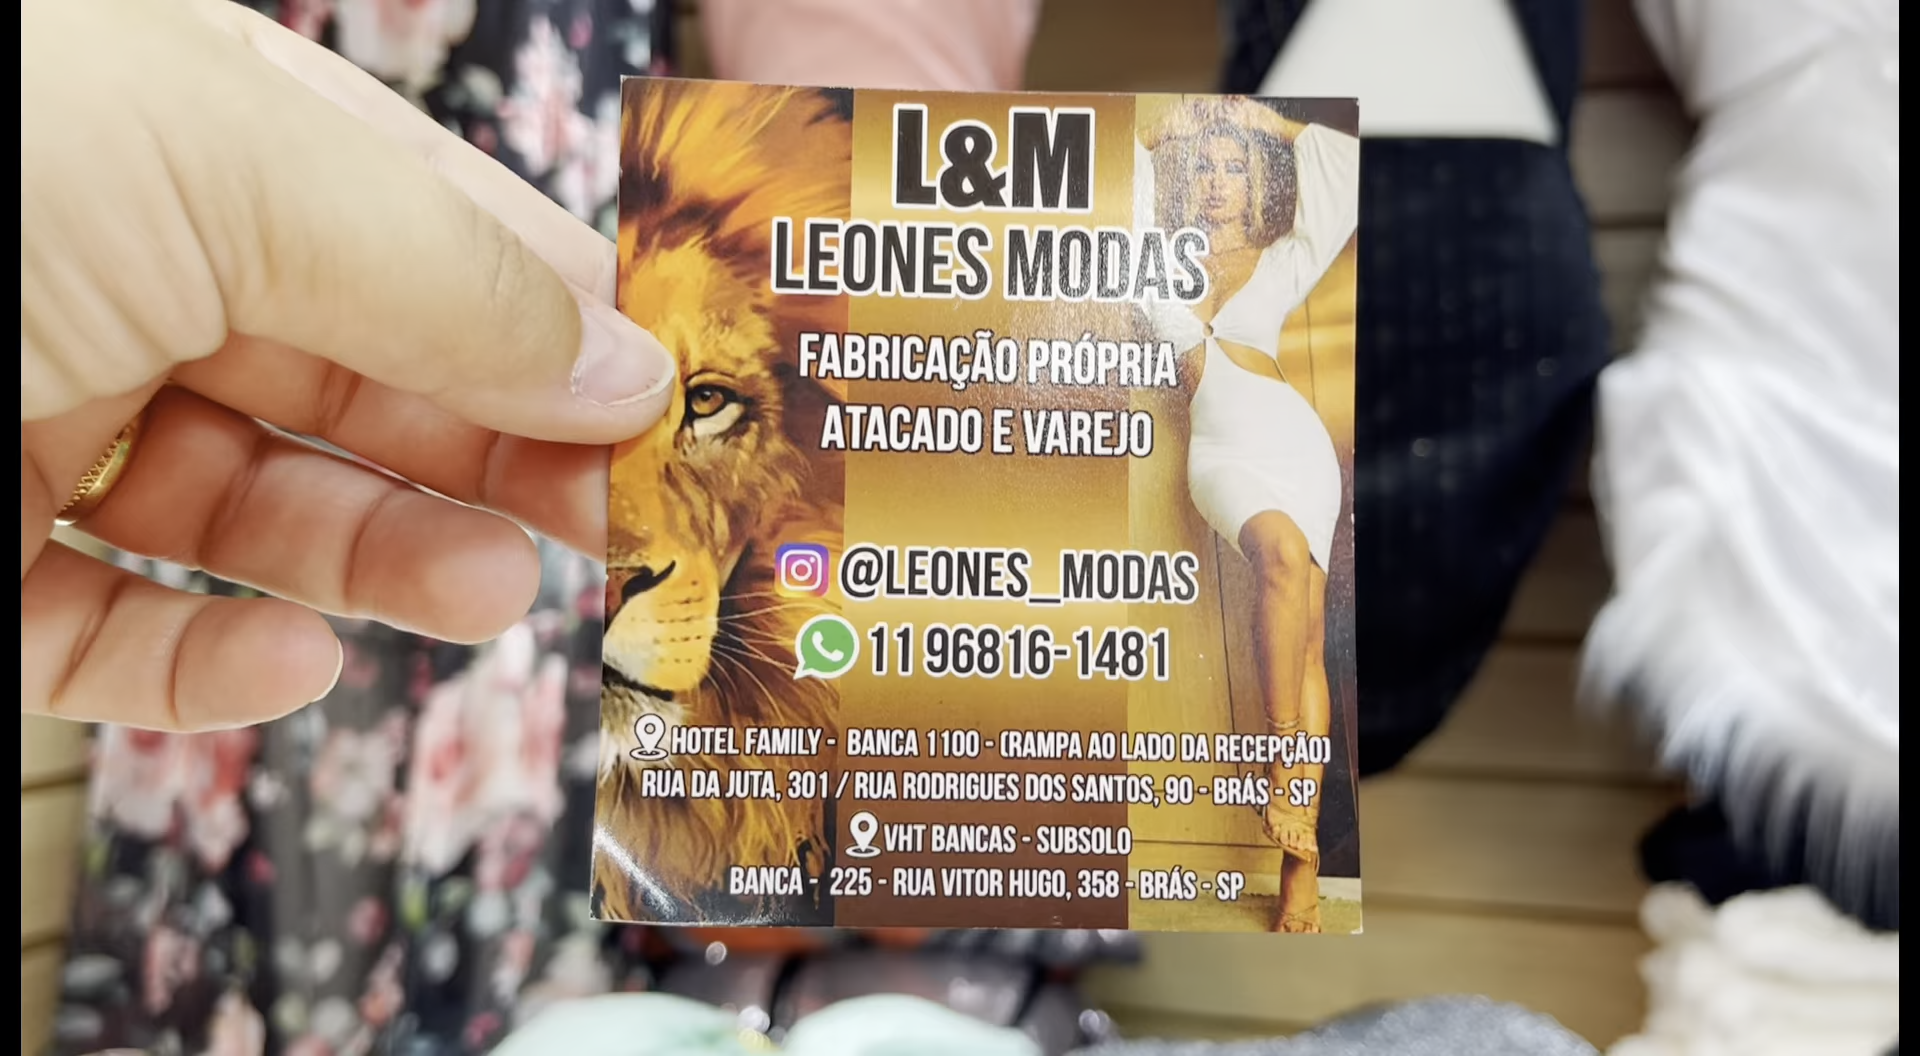 L&M
LEONES MODAS
FABRICAÇÃO PRÓPRIA
ATACADO E VAREJO
@LEONES_MODAS
11 96816-1481
HOTEL FAMILY - BANCA 1100 - (RAMPA AO LADO DA RECEPÇÃO)
RUA DA JUTA, 301 / RUA RODRIGUES DOS SANTOS, 90 - BRÁS - SP
VHT BANCAS - SUBSOLO
BANCA - 225 - RUA VITOR HUGO, 358 - BRÁS - SP